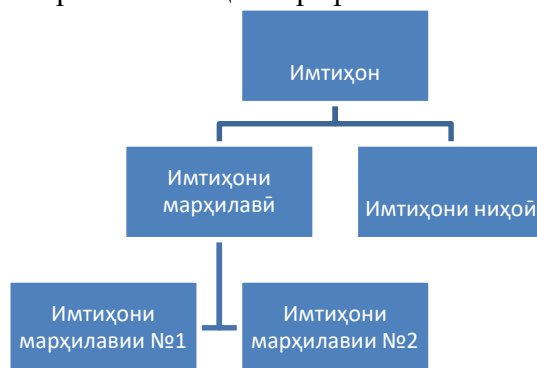 Имтиҳон
Имтиҳони
марҳилавӣ
Имтиҳони ниҳоӣ
Имтиҳони
марҳилавии №1
Имтиҳони
марҳилавии №2